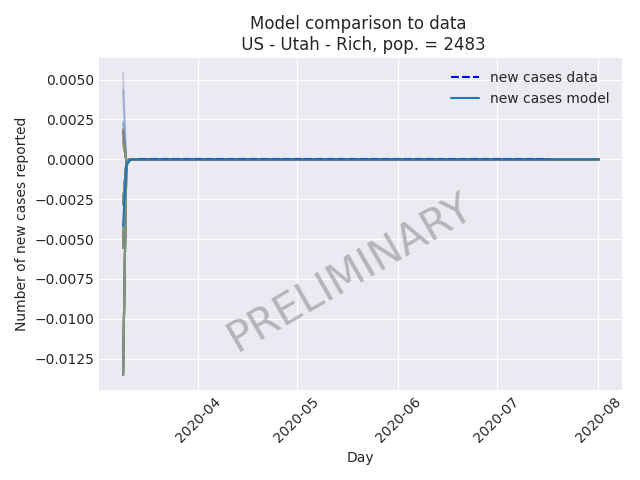 Model comparison to data
US - Utah - Rich, pop. = 2483
new cases data
new cases model
Number of new cases reported
0.0050
0.0025
0.0000
−0.0025
−0.0050
−0.0075
−0.0100
−0.0125
PRELIMINARY
2020-04
2020-05
2020-06
2020-07
2020-08
Day